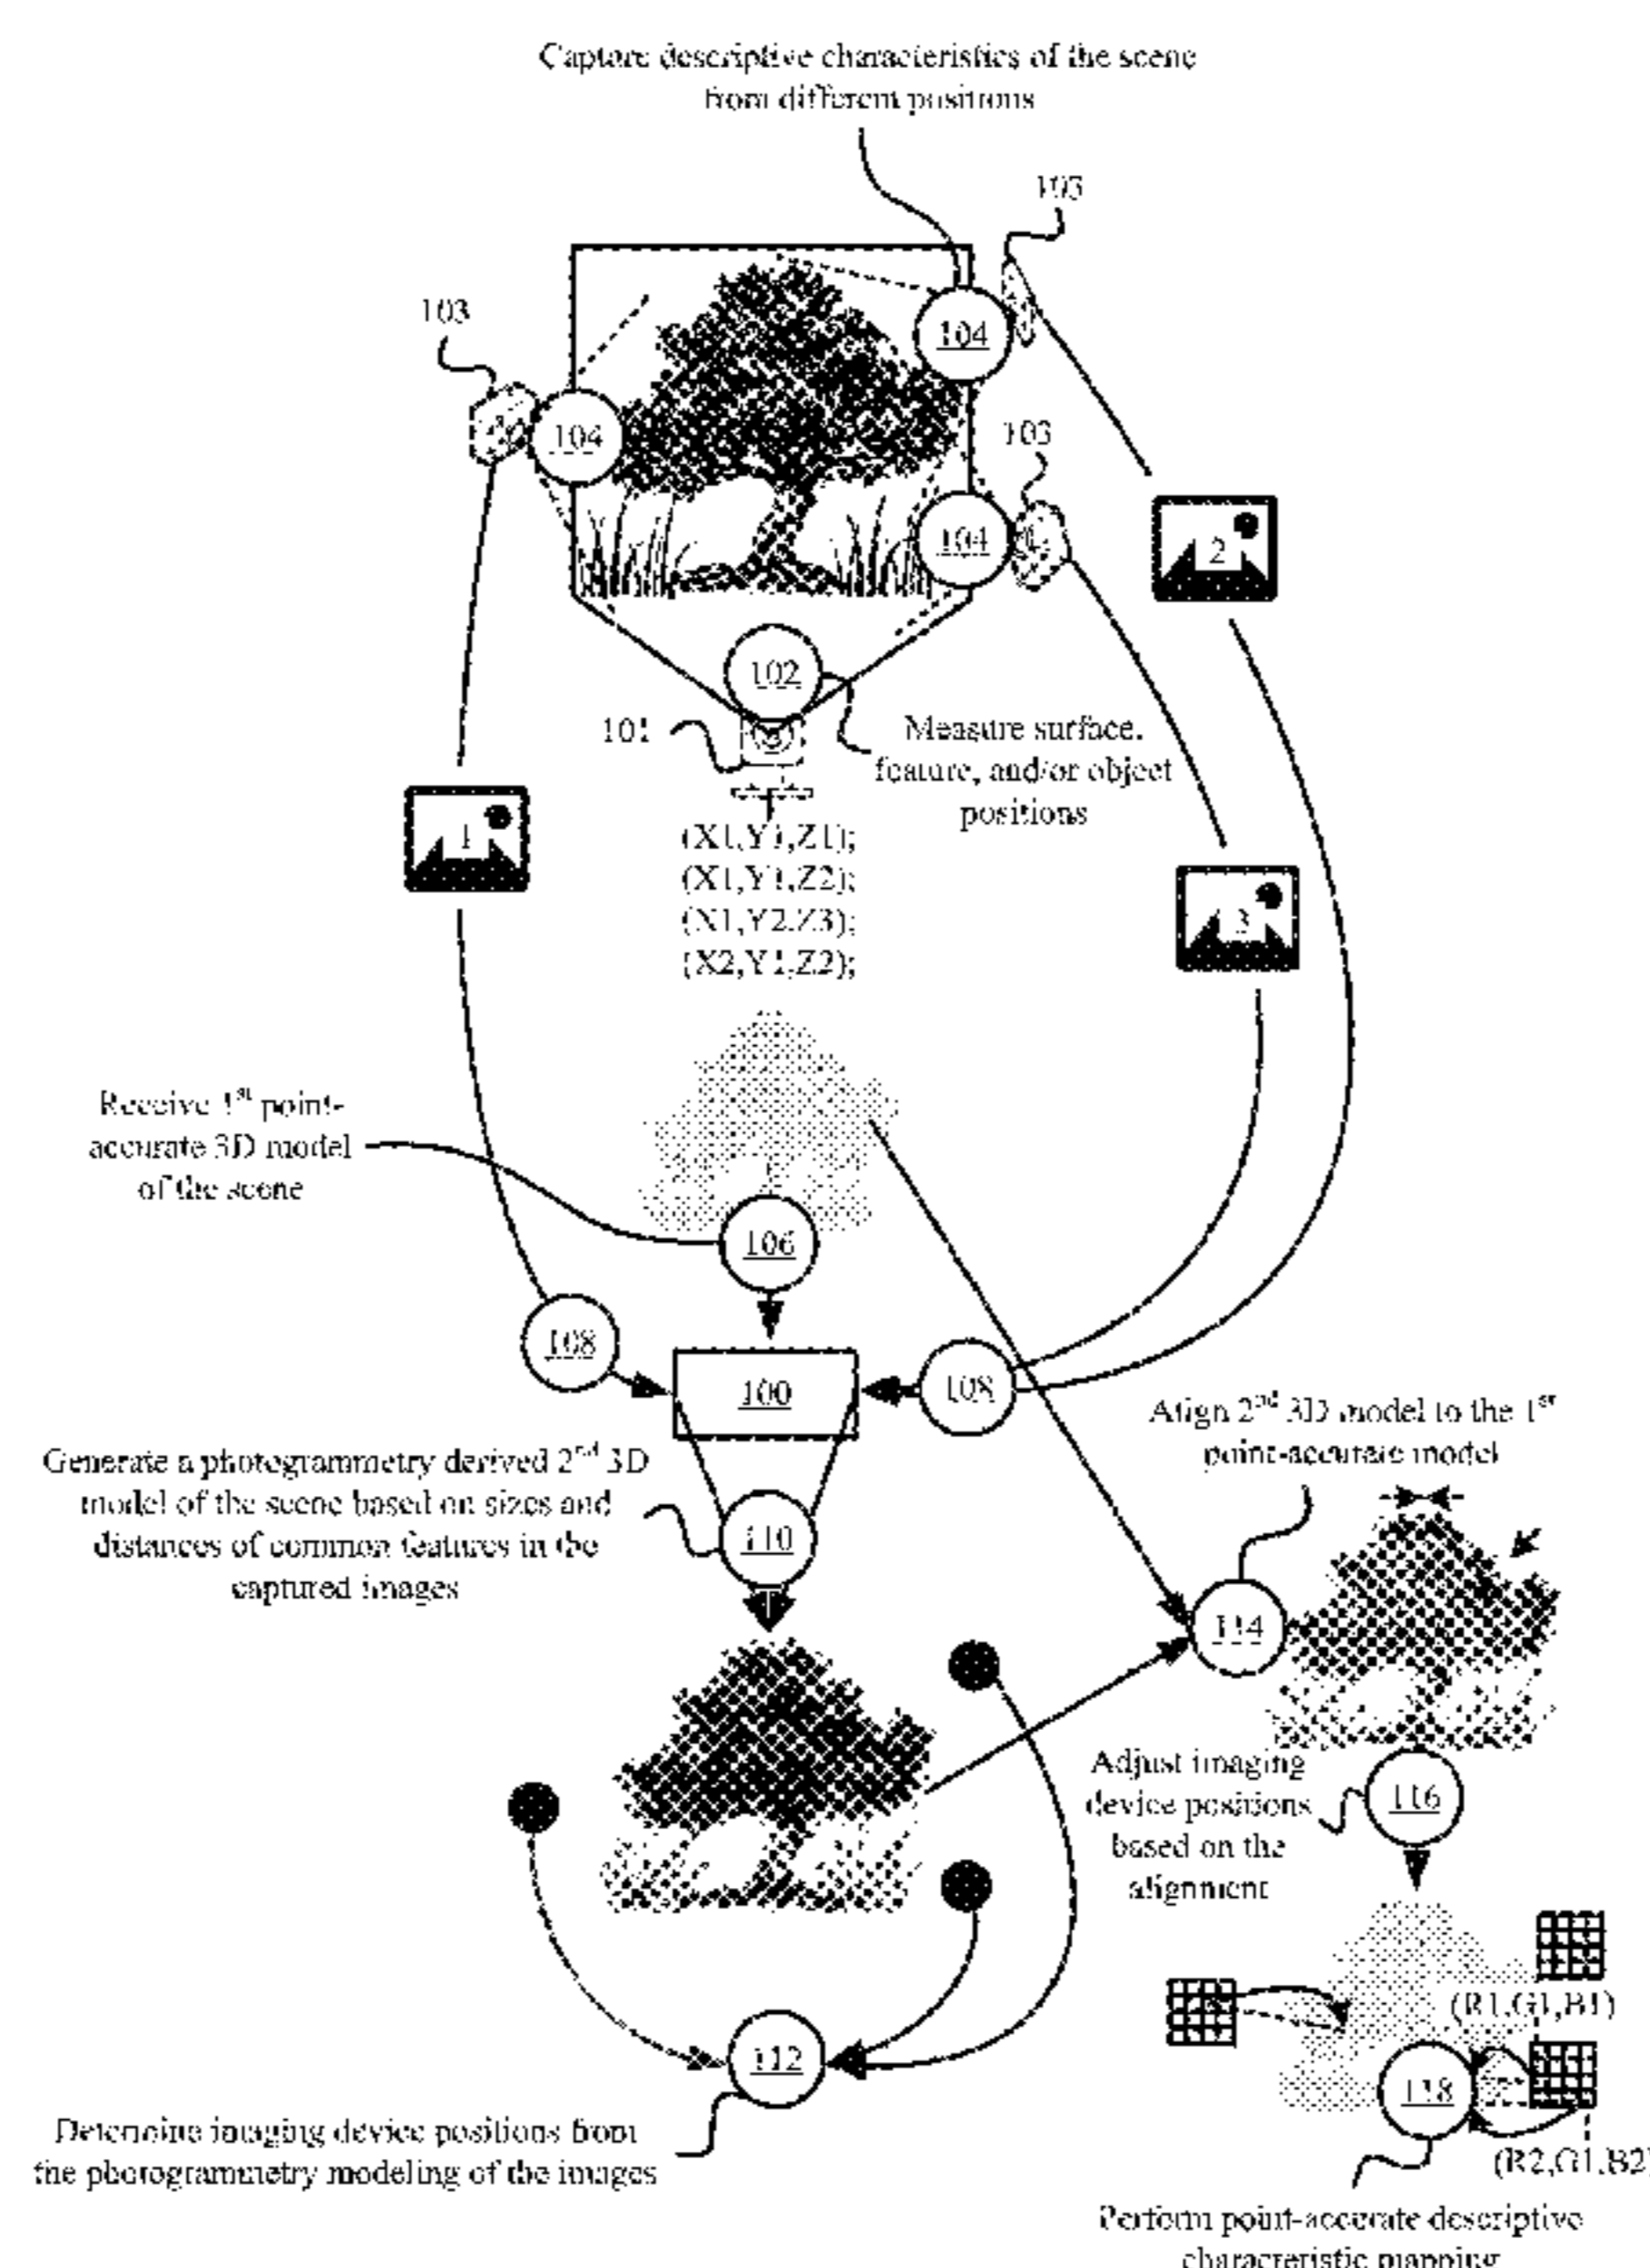 Capture descriptive characteristics of the scene
from different positions
103
103
104
104
103
104
2
102
101
Measure surface,
feature, and/or object
positions
1
(X1,Y1,Z1);
(X1,Y1,Z2);
(X1,Y2,Z3);
(X2,Y1,Z2);
3
Receive 1st point-
accurate 3D model
of the scene
106
108
100
108
Align 2nd 3D model to the 1st
point-accurate model
Generate a photogrammetry derived 2nd 3D
model of the scene based on sizes and
distances of common features in the
captured images
110
114
Adjust imaging
device positions
based on the
alignment
116
112
(R1,G1,B1)
118
(R2,G1,B2)
Determine imaging device positions from
the photogrammetry modeling of the images
Perform point-accurate descriptive
characteristic mapping